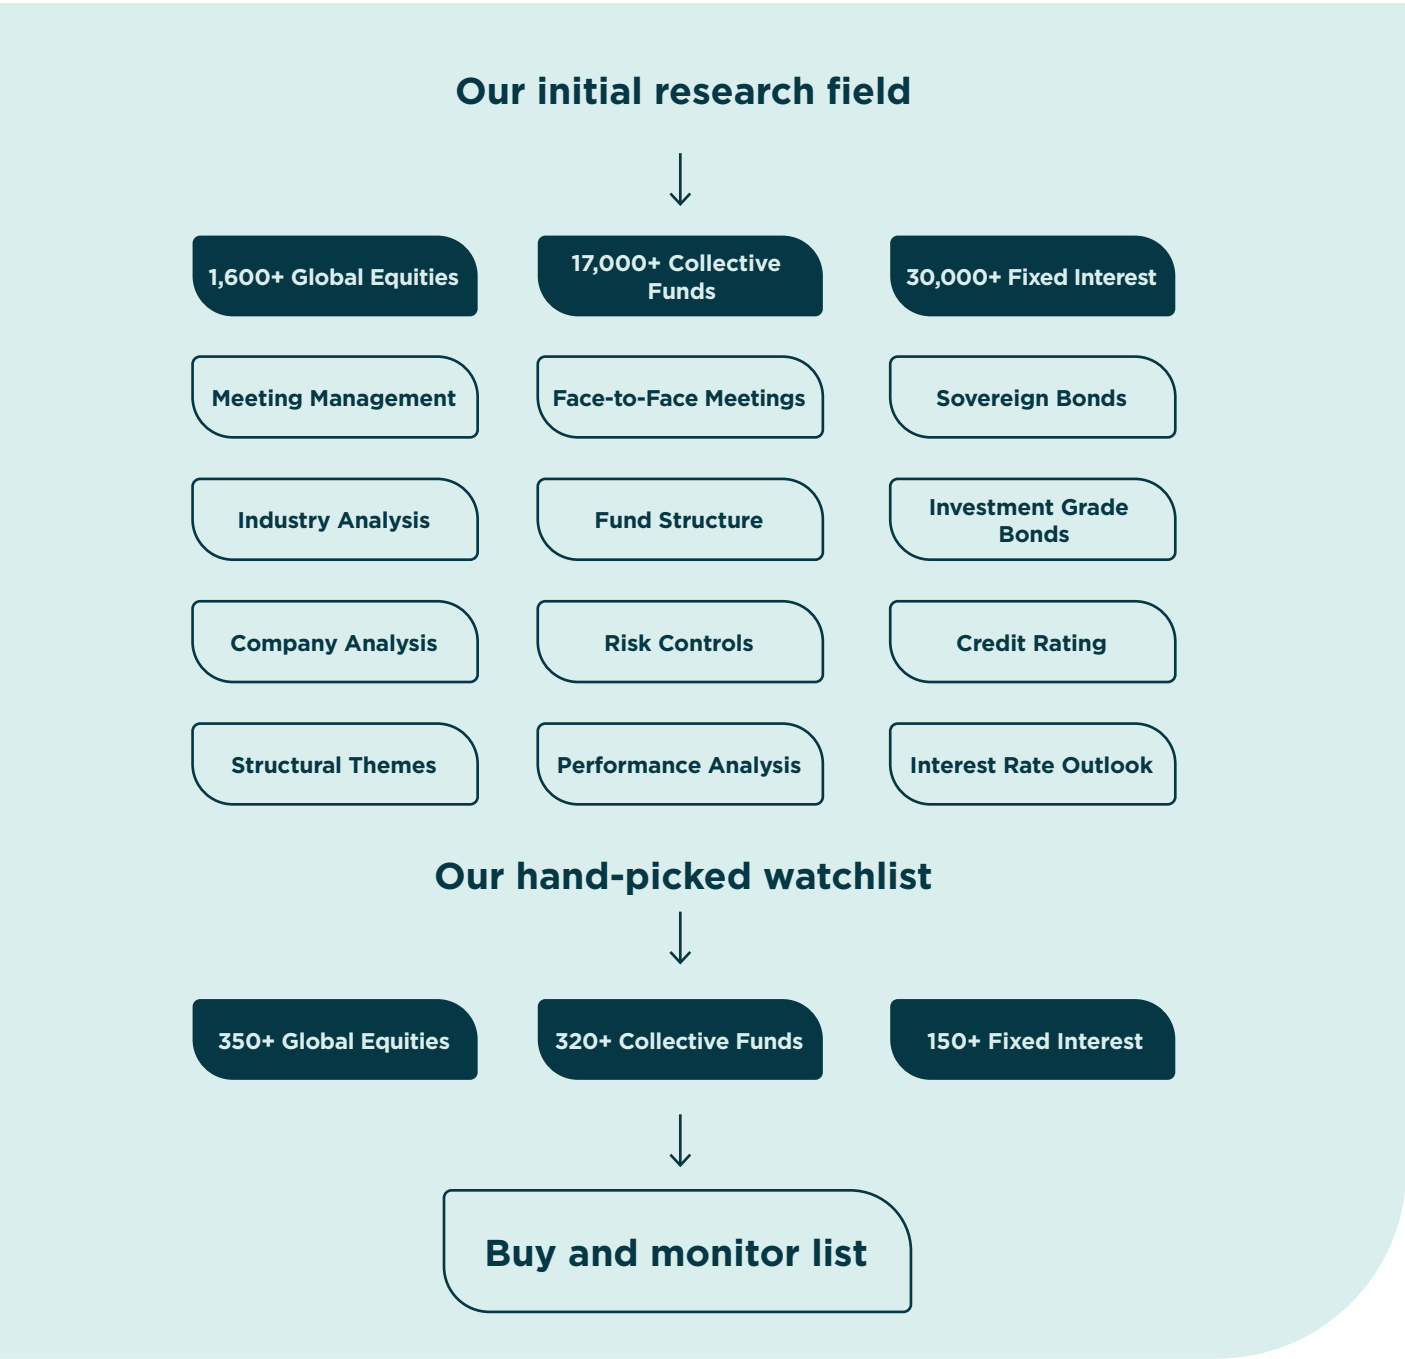 Our initial research field
1,600+ Global Equities
17,000+ Collective
Funds
30,000+ Fixed Interest
Meeting Management
Face-to-Face Meetings
Sovereign Bonds
Industry Analysis
Fund Structure
Investment Grade
Bonds
Company Analysis
Risk Controls
Credit Rating
Structural Themes
Performance Analysis
Interest Rate Outlook
Our hand-picked watchlist
350+ Global Equities
320+ Collective Funds
150+ Fixed Interest
Buy and monitor list